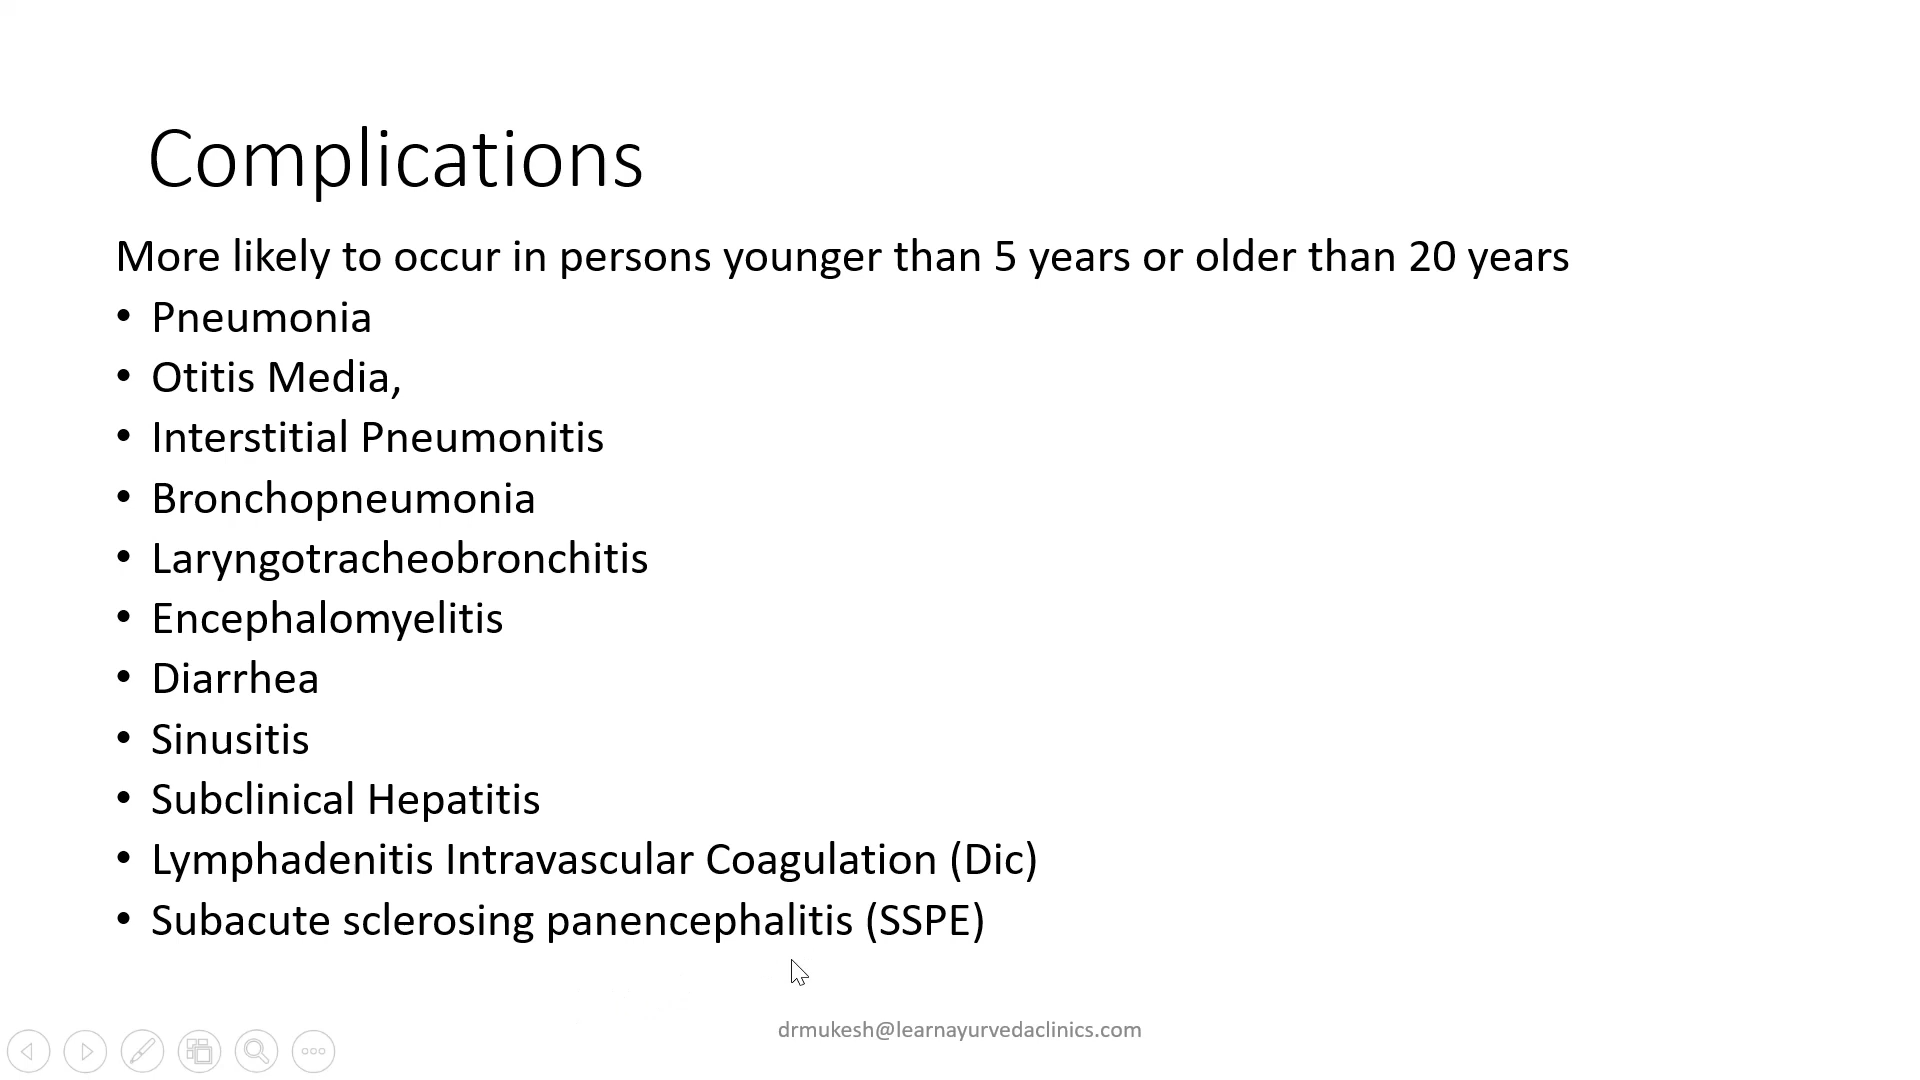 Complications
More likely to occur in persons younger than 5 years or older than 20 years
• Pneumonia
• Otitis Media,
• Interstitial Pneumonitis
• Bronchopneumonia
• Laryngotracheobronchitis
• Encephalomyelitis
• Diarrhea
• Sinusitis
• Subclinical Hepatitis
• Lymphadenitis Intravascular Coagulation (Dic)
• Subacute sclerosing panencephalitis (SSPE)
drmukesh@learnayurvedaclinics.com